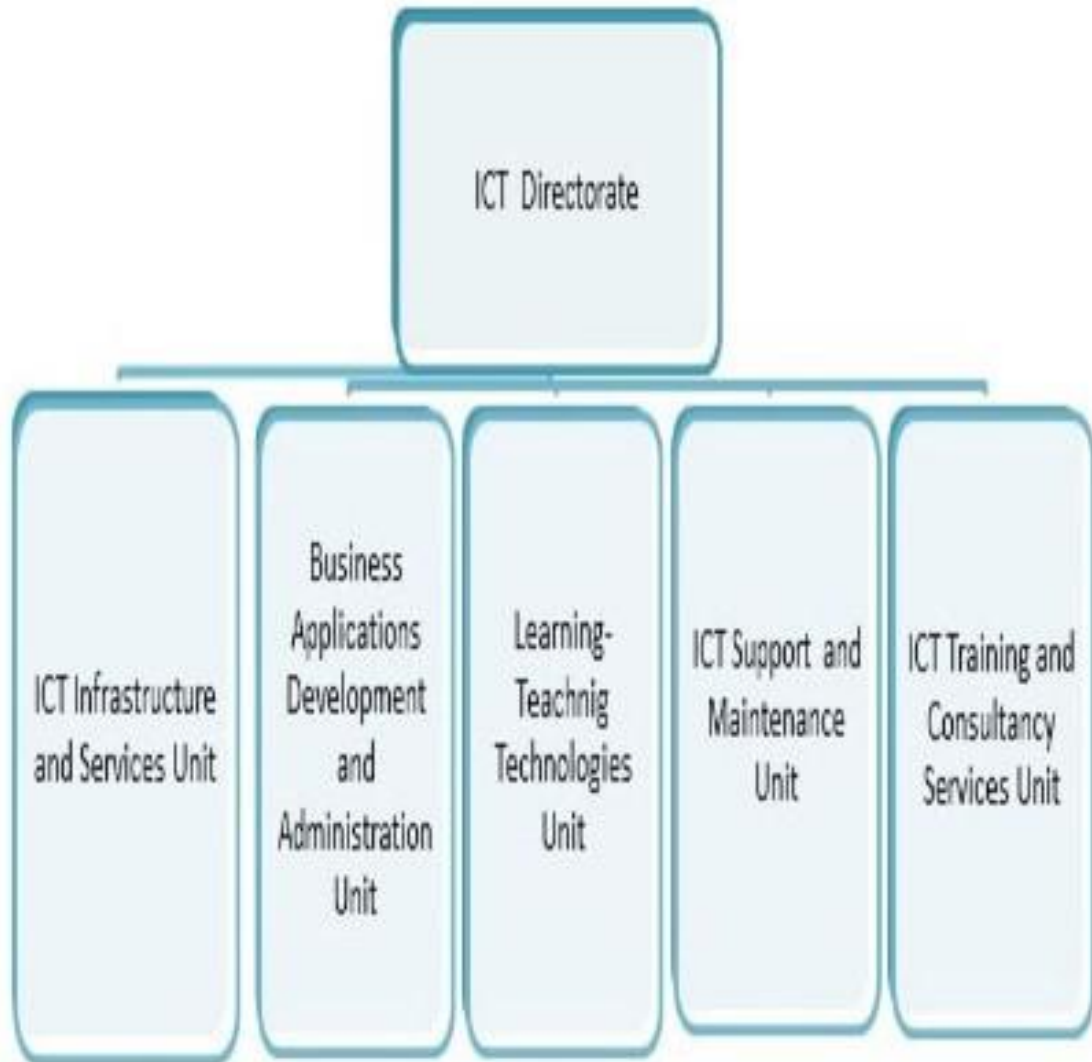 ICT Directorate
ICT Infrastructure
and Services Unit
Business
Applications
Development
and
Administration
Unit
Learning-
Teachnig
Technologies
Unit
ICT Support and
Maintenance
Unit
ICT Training and
Consultancy
Services Unit